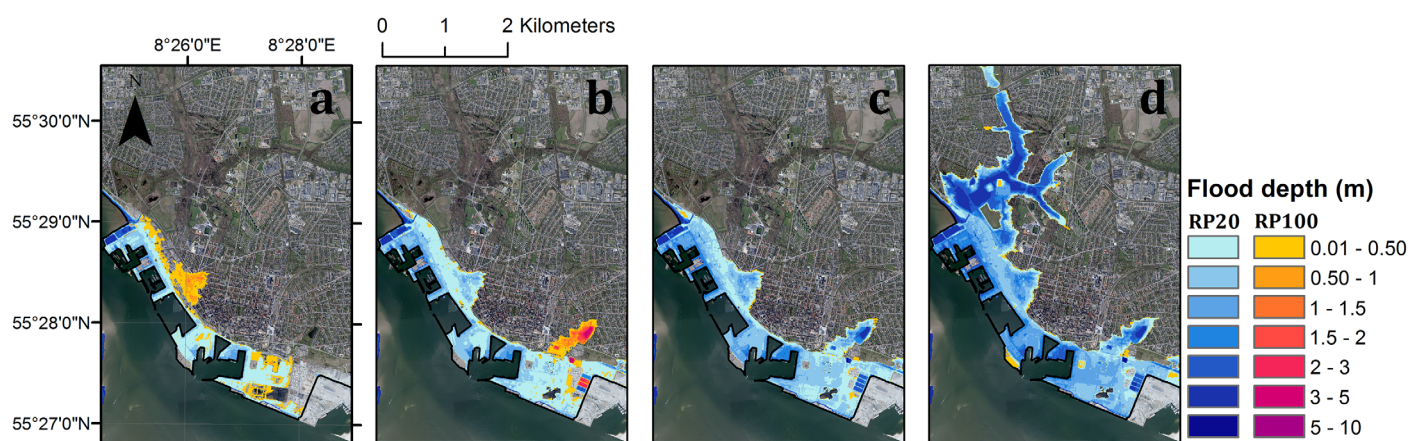 0 1 2 Kilometers
8°26'0"E 8°28'0"E
N
a b c d
55°30'0"N
55°29'0"N
55°28'0"N
55°27'0"N
Flood depth (m)
RP20 RP100
0.01 - 0.50
0.50 - 1
1 - 1.5
1.5 - 2
2 - 3
3 - 5
5 - 10